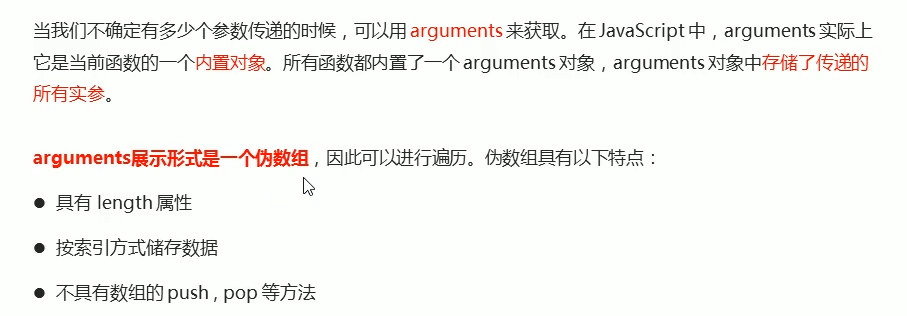 当我们不确定有多少个参数传递的时候，可以用 arguments 来获取。在 JavaScript 中，arguments 实际上
它是当前函数的一个内置对象。所有函数都内置了一个 arguments 对象，arguments 对象中存储了传递的
所有实参。
arguments展示形式是一个伪数组，因此可以进行遍历。伪数组具有以下特点：
● 具有 length 属性
● 按索引方式储存数据
● 不具有数组的 push , pop 等方法